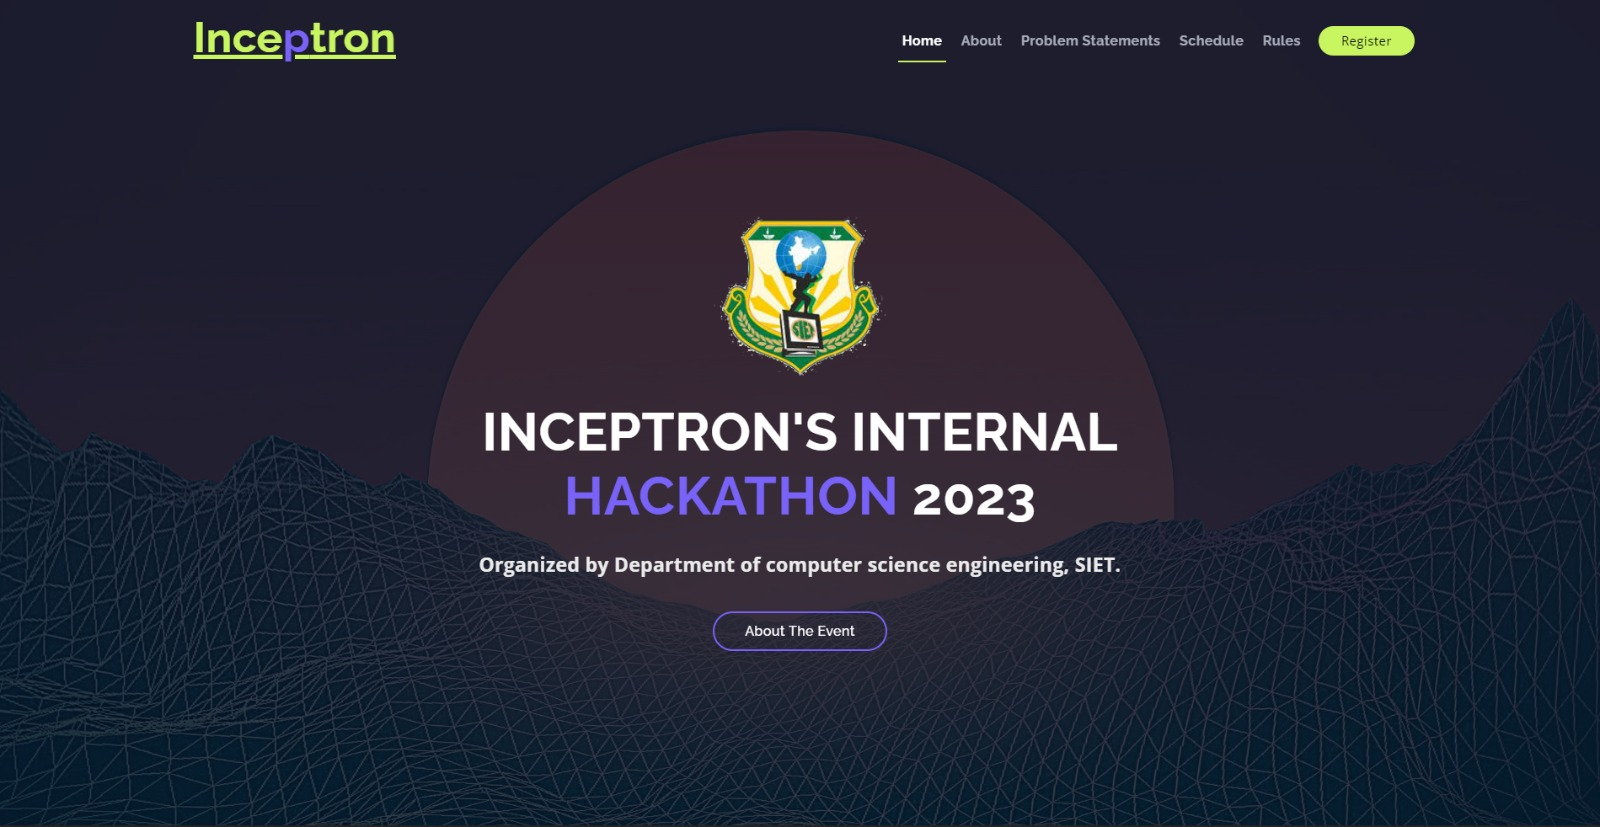 Inceptron
Home About Problem Statements Schedule Rules Register
SIET
INCEPTRON'S INTERNAL
HACKATHON 2023
Organized by Department of computer science engineering, SIET.
About The Event